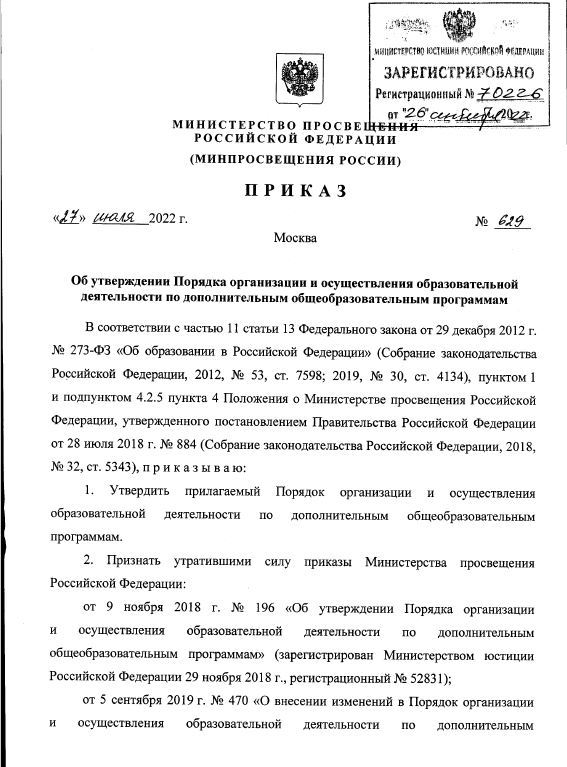 МИНИСТЕРСТВО ЮСТИЦИИ РОССИЙСКОЙ ФЕДЕРАЦИИ
ЗАРЕГИСТРИРОВАНО
Регистрационный № 70226
от "26" сентября 2022
МИНИСТЕРСТВО ПРОСВЕЩЕНИЯ
РОССИЙСКОЙ ФЕДЕРАЦИИ
(МИНПРОСВЕЩЕНИЯ РОССИИ)
ПРИКАЗ
«27» июля 2022 г.
№ 629
Москва
Об утверждении Порядка организации и осуществления образовательной
деятельности по дополнительным общеобразовательным программам
В соответствии с частью 11 статьи 13 Федерального закона от 29 декабря 2012 г.
№ 273-ФЗ «Об образовании в Российской Федерации» (Собрание законодательства
Российской Федерации, 2012, № 53, ст. 7598; 2019, № 30, ст. 4134), пунктом 1
и подпунктом 4.2.5 пункта 4 Положения о Министерстве просвещения Российской
Федерации, утвержденного постановлением Правительства Российской Федерации
от 28 июля 2018 г. № 884 (Собрание законодательства Российской Федерации, 2018,
№ 32, ст. 5343), п р и к а з ы в а ю:
1. Утвердить прилагаемый Порядок организации и осуществления
образовательной деятельности по дополнительным общеобразовательным
программам.
2. Признать утратившими силу приказы Министерства просвещения
Российской Федерации:
от 9 ноября 2018 г. № 196 «Об утверждении Порядка организации
и осуществления образовательной деятельности по дополнительным
общеобразовательным программам» (зарегистрирован Министерством юстиции
Российской Федерации 29 ноября 2018 г., регистрационный № 52831);
от 5 сентября 2019 г. № 470 «О внесении изменений в Порядок организации
и осуществления образовательной деятельности по дополнительным